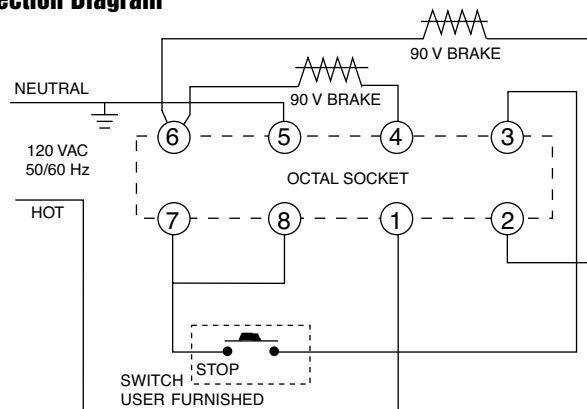 ection Diagram
90 V BRAKE
NEUTRAL
90 V BRAKE
6 5 4 3
120 VAC
50/60 Hz
OCTAL SOCKET
HOT
7 8 1 2
STOP
SWITCH
USER FURNISHED